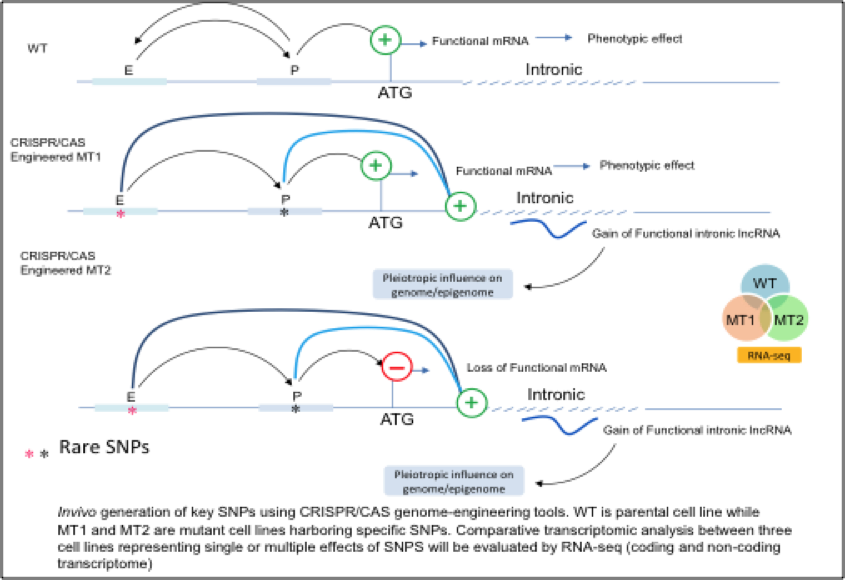 WT
E
P
+
Functional mRNA
Phenotypic effect
Intronic
ATG
CRISPR/CAS
Engineered MT1
E
P
+
Functional mRNA
Phenotypic effect
Intronic
*
*
ATG
+
Gain of Functional intronic lncRNA
CRISPR/CAS
Engineered MT2
Pleiotropic influence on
genome/epigenome
WT
MT1
MT2
RNA-seq
E
P
−
Loss of Functional mRNA
Intronic
*
*
ATG
+
Gain of Functional intronic lncRNA
* * Rare SNPs
Pleiotropic influence on
genome/epigenome
Invivo generation of key SNPs using CRISPR/CAS genome-engineering tools. WT is parental cell line while
MT1 and MT2 are mutant cell lines harboring specific SNPs. Comparative transcriptomic analysis between three
cell lines representing single or multiple effects of SNPS will be evaluated by RNA-seq (coding and non-coding
transcriptome)